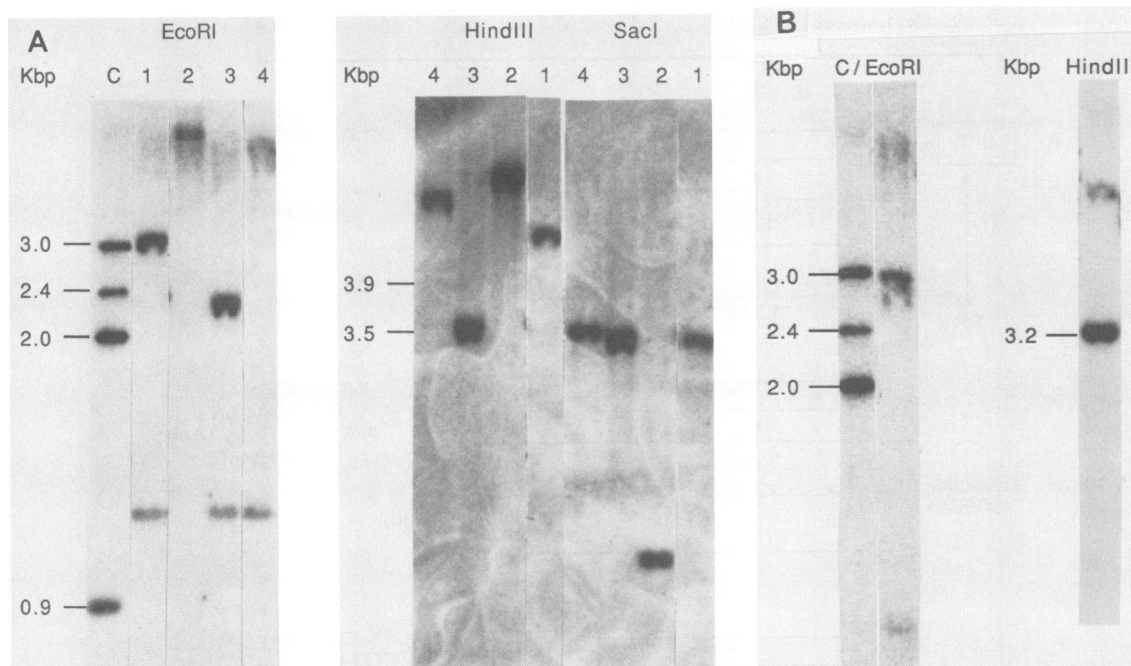 A
EcoRI
Kbp C 1 2 3 4
3.0
2.4
2.0
0.9
HindIII SacI
Kbp 4 3 2 1 4 3 2 1
3.9
3.5
B
Kbp C / EcoRI Kbp HindII
3.0
2.4
2.0
3.2